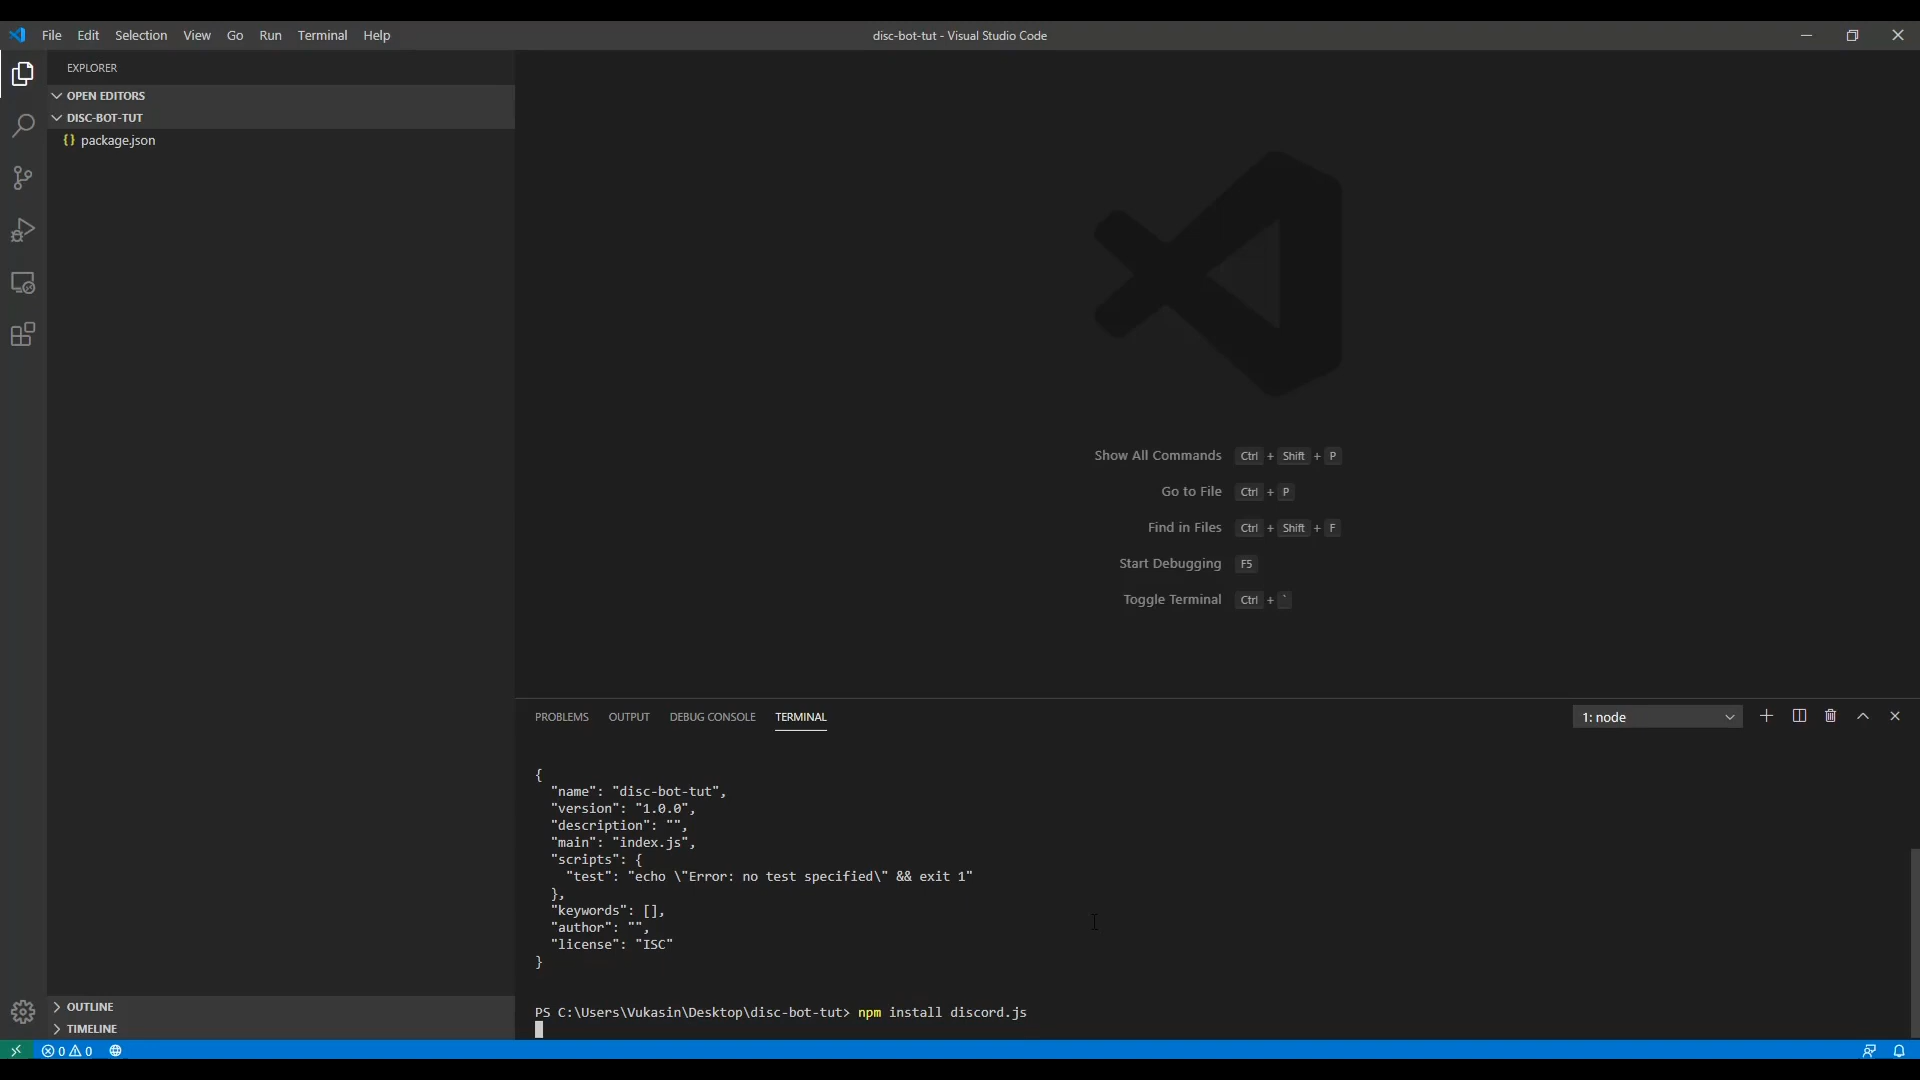 File Edit Selection View Go Run Terminal Help
disc-bot-tut - Visual Studio Code
EXPLORER
OPEN EDITORS
DISC-BOT-TUT
{} package.json
Show All Commands Ctrl + Shift + P
Go to File Ctrl + P
Find in Files Ctrl + Shift + F
Start Debugging F5
Toggle Terminal Ctrl + `
PROBLEMS OUTPUT DEBUG CONSOLE TERMINAL
1: node
{
"name": "disc-bot-tut",
"version": "1.0.0",
"description": "",
"main": "index.js",
"scripts": {
"test": "echo \"Error: no test specified\" && exit 1"
},
"keywords": [],
"author": "",
"license": "ISC"
}
PS C:\Users\Vukasin\Desktop\disc-bot-tut> npm install discord.js
OUTLINE
TIMELINE
0 0